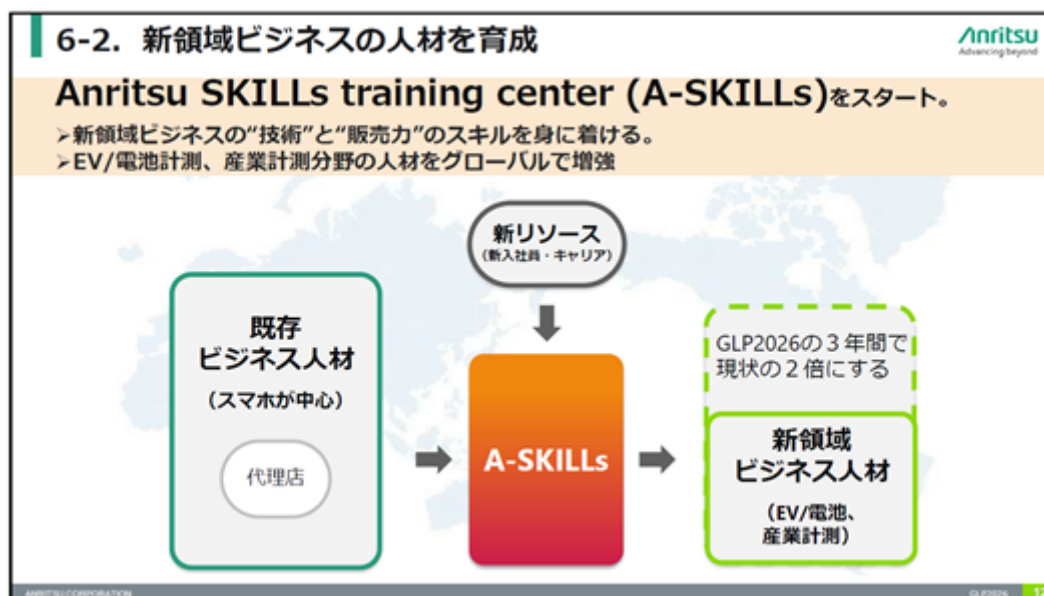 6-2. 新領域ビジネスの人材を育成
Anritsu
Advancing beyond
Anritsu SKILLs training center (A-SKILLs)をスタート。
➢新領域ビジネスの“技術”と“販売力”のスキルを身に着ける。
➢EV/電池計測、産業計測分野の人材をグローバルで増強
新リソース
(新入社員・キャリア)
既存
ビジネス人材
(スマホが中心)
代理店
A-SKILLs
GLP2026の3年間で
現状の2倍にする
新領域
ビジネス人材
(EV/電池、
産業計測)
ANRITSU CORPORATION
GLP2026